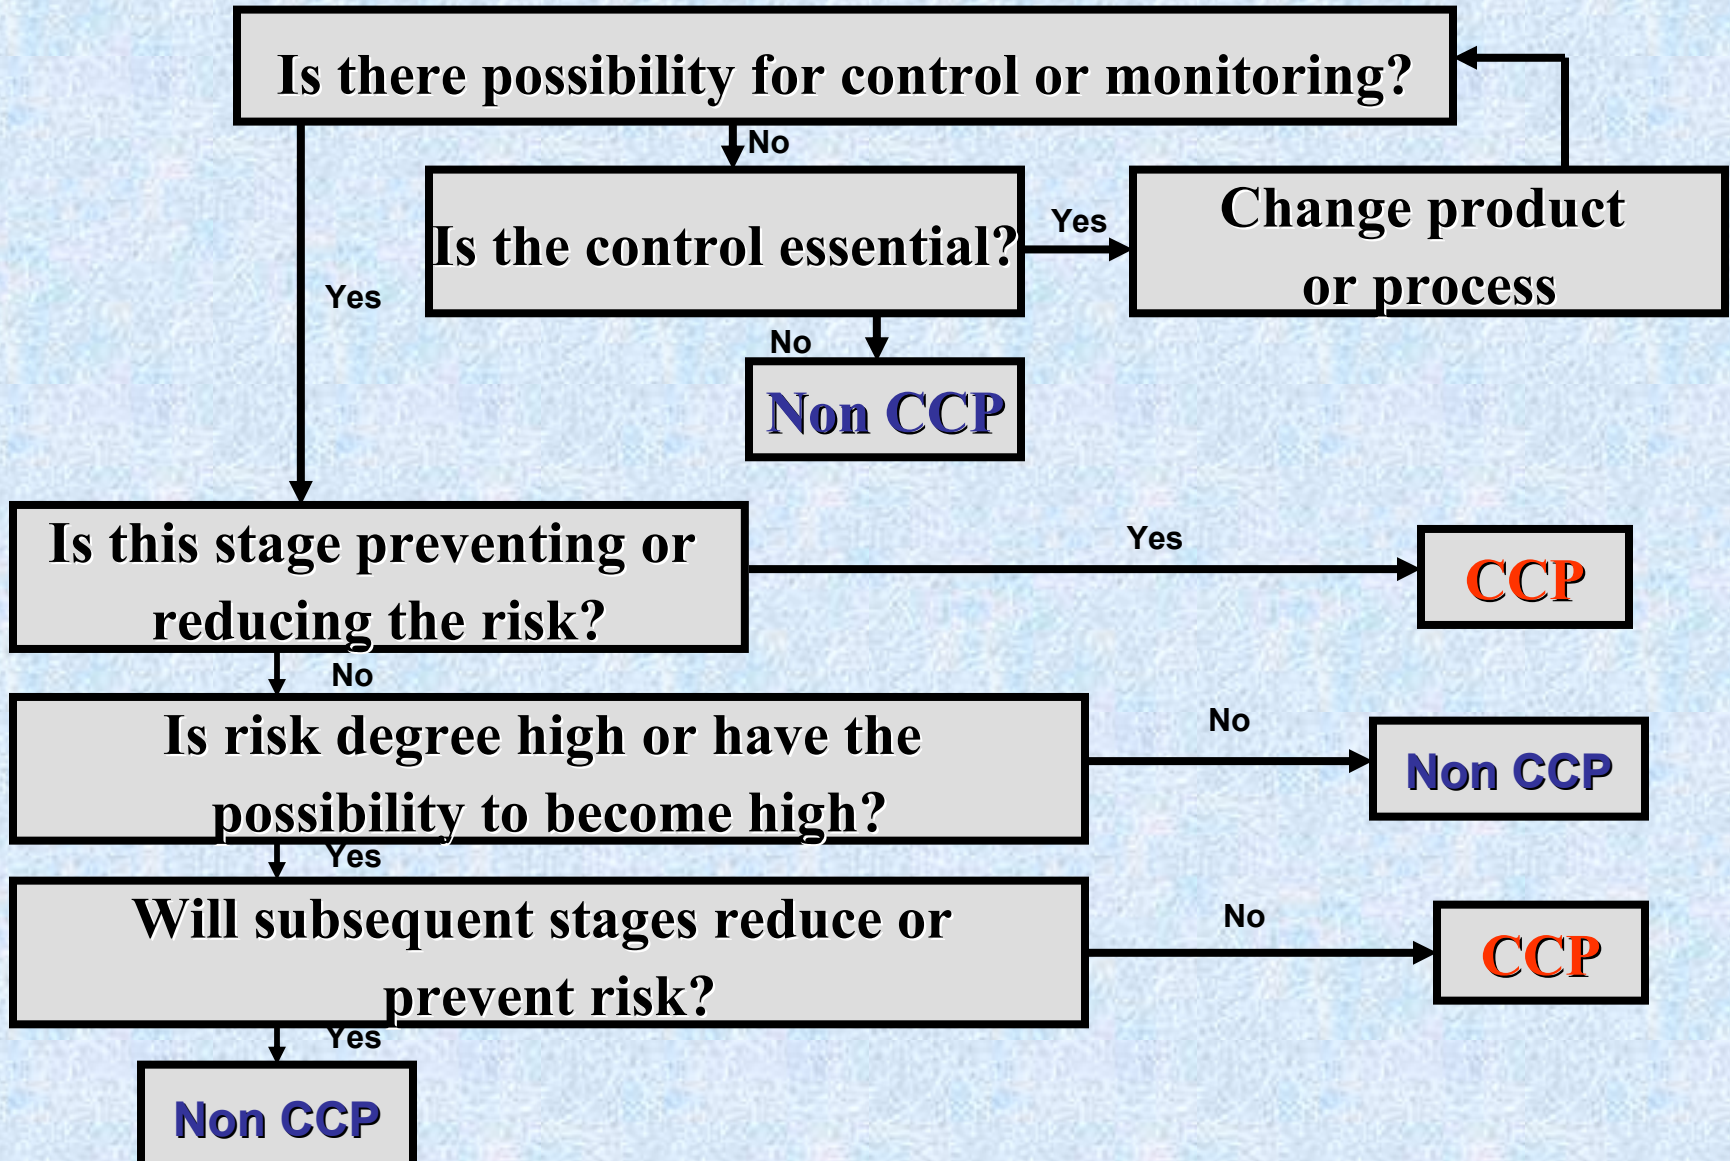 Is there possibility for control or monitoring?
No
Is the control essential?
Yes
Change product
or process
Yes
No
Non CCP
Is this stage preventing or
reducing the risk?
Yes
CCP
No
Is risk degree high or have the
possibility to become high?
No
Non CCP
Yes
Will subsequent stages reduce or
prevent risk?
No
CCP
Yes
Non CCP